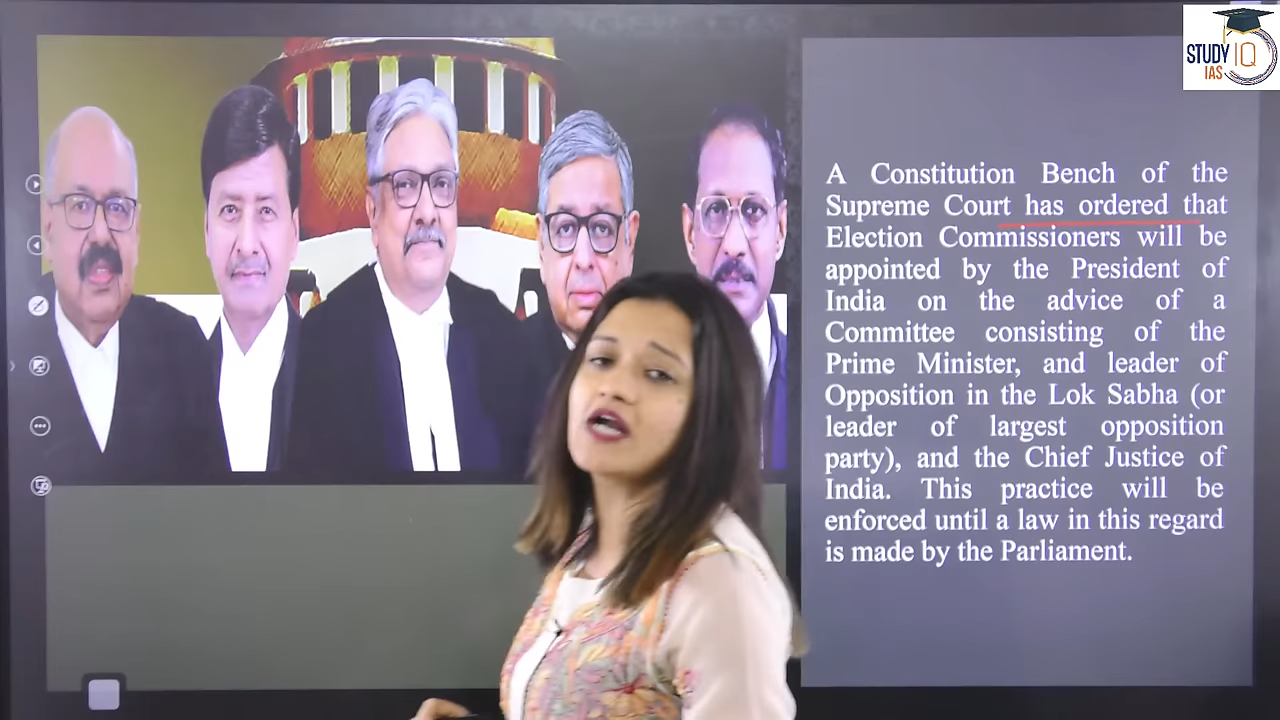 STUDY IQ
IAS
A Constitution Bench of the
Supreme Court has ordered that
Election Commissioners will be
appointed by the President of
India on the advice of a
Committee consisting of the
Prime Minister, and leader of
Opposition in the Lok Sabha (or
leader of largest opposition
party), and the Chief Justice of
India. This practice will be
enforced until a law in this regard
is made by the Parliament.